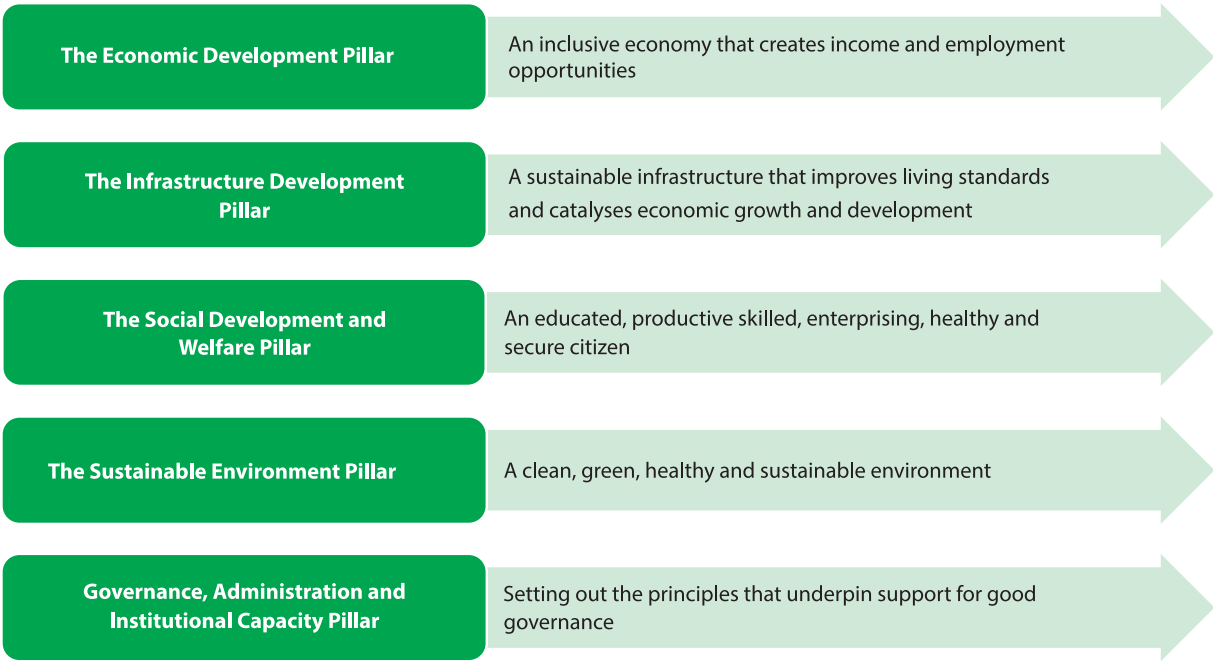 The Economic Development Pillar
An inclusive economy that creates income and employment
opportunities
The Infrastructure Development
Pillar
A sustainable infrastructure that improves living standards
and catalyses economic growth and development
The Social Development and
Welfare Pillar
An educated, productive skilled, enterprising, healthy and
secure citizen
The Sustainable Environment Pillar
A clean, green, healthy and sustainable environment
Governance, Administration and
Institutional Capacity Pillar
Setting out the principles that underpin support for good
governance